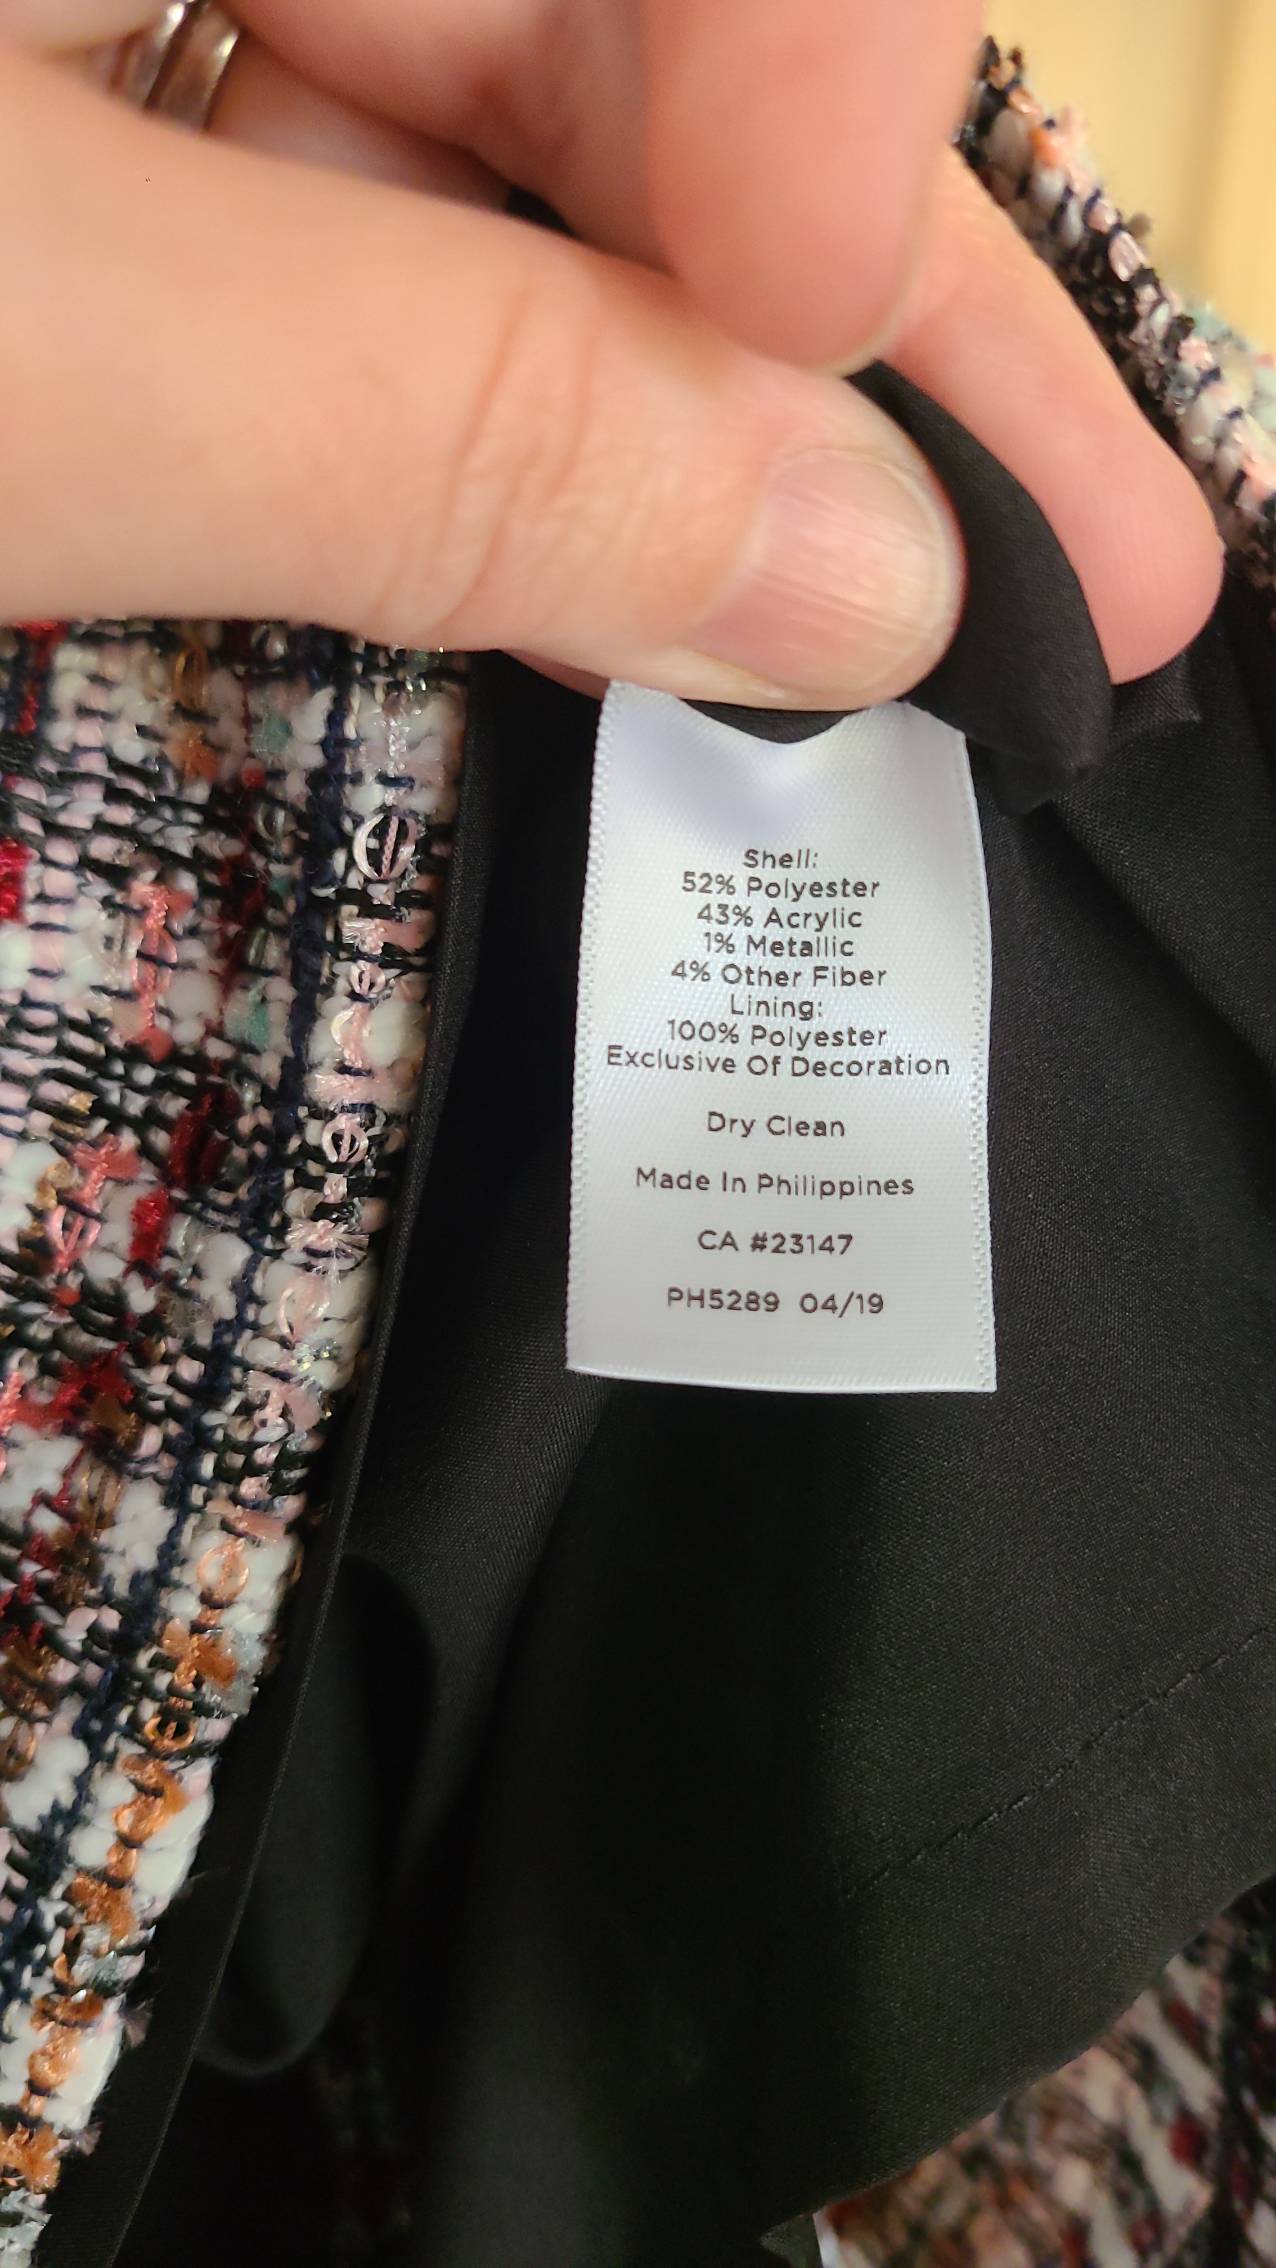 Shell:
52% Polyester
43% Acrylic
1% Metallic
4% Other Fiber
Lining:
100% Polyester
Exclusive Of Decoration
Dry Clean
Made In Philippines
CA #23147
PH5289 04/19